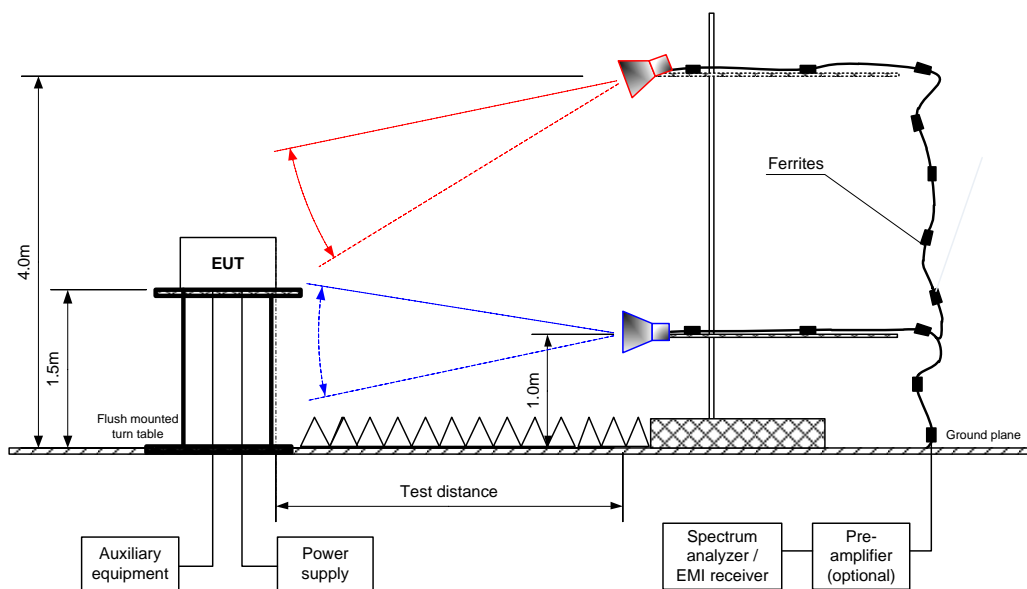 4.0m
Ferrites
EUT
1.5m
1.0m
Flush mounted
turn table
Ground plane
Test distance
Auxiliary
equipment
Power
supply
Spectrum
analyzer /
EMI receiver
Pre-
amplifier
(optional)